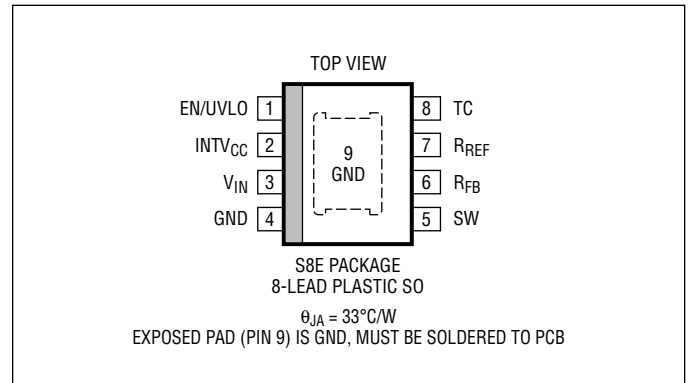 TOP VIEW
EN/UVLO 1
INTVCC 2
VIN 3
GND 4
9
GND
8 TC
7 RREF
6 RFB
5 SW
S8E PACKAGE
8-LEAD PLASTIC SO
θJA = 33°C/W
EXPOSED PAD (PIN 9) IS GND, MUST BE SOLDERED TO PCB